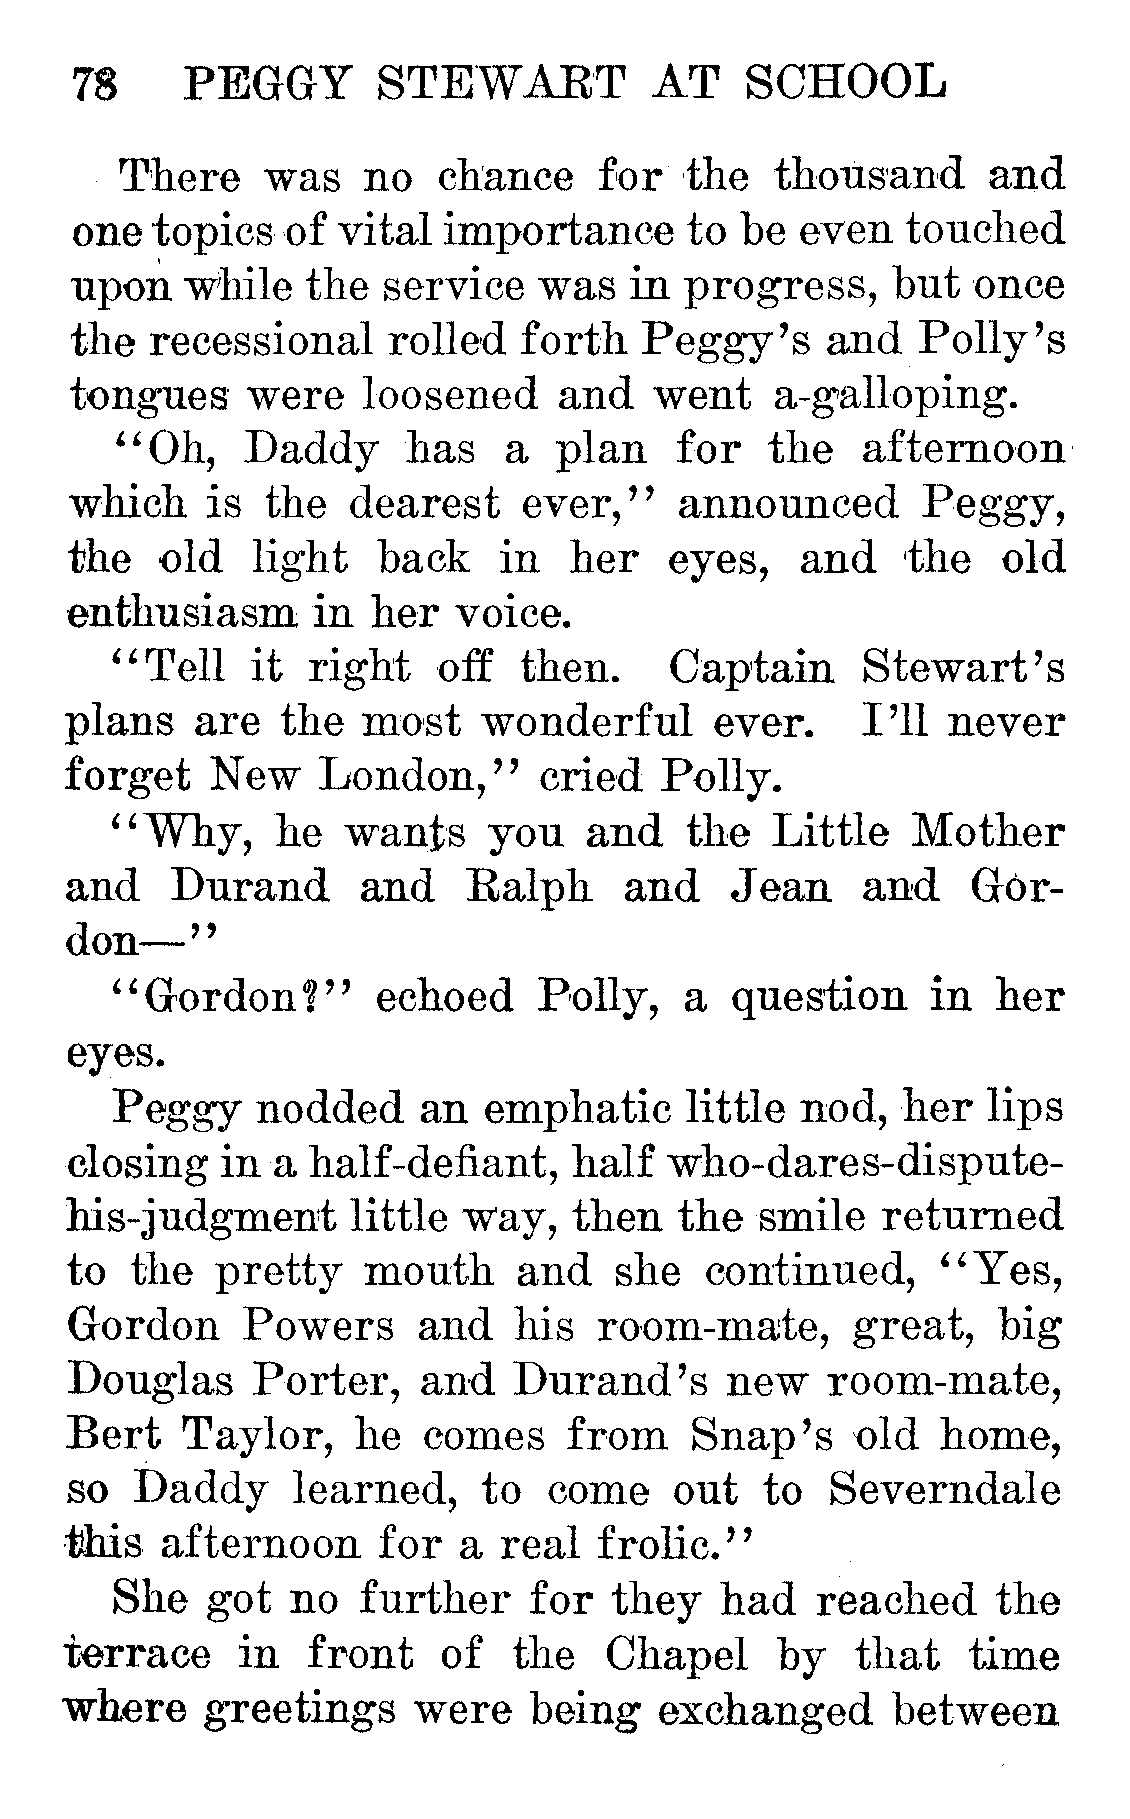 78 PEGGY STEWART AT SCHOOL
There was no chance for the thousand and
one topics of vital importance to be even touched
upon while the service was in progress, but once
the recessional rolled forth Peggy's and Polly's
tongues were loosened and went a-galloping.
"Oh, Daddy has a plan for the afternoon
which is the dearest ever," announced Peggy,
the old light back in her eyes, and the old
enthusiasm in her voice.
"Tell it right off then. Captain Stewart's
plans are the most wonderful ever. I'll never
forget New London," cried Polly.
"Why, he wants you and the Little Mother
and Durand and Ralph and Jean and Gor-
don—"
"Gordon?" echoed Polly, a question in her
eyes.
Peggy nodded an emphatic little nod, her lips
closing in a half-defiant, half who-dares-dispute-
his-judgment little way, then the smile returned
to the pretty mouth and she continued, "Yes,
Gordon Powers and his room-mate, great, big
Douglas Porter, and Durand's new room-mate,
Bert Taylor, he comes from Snap's old home,
so Daddy learned, to come out to Severndale
this afternoon for a real frolic."
She got no further for they had reached the
terrace in front of the Chapel by that time
where greetings were being exchanged between